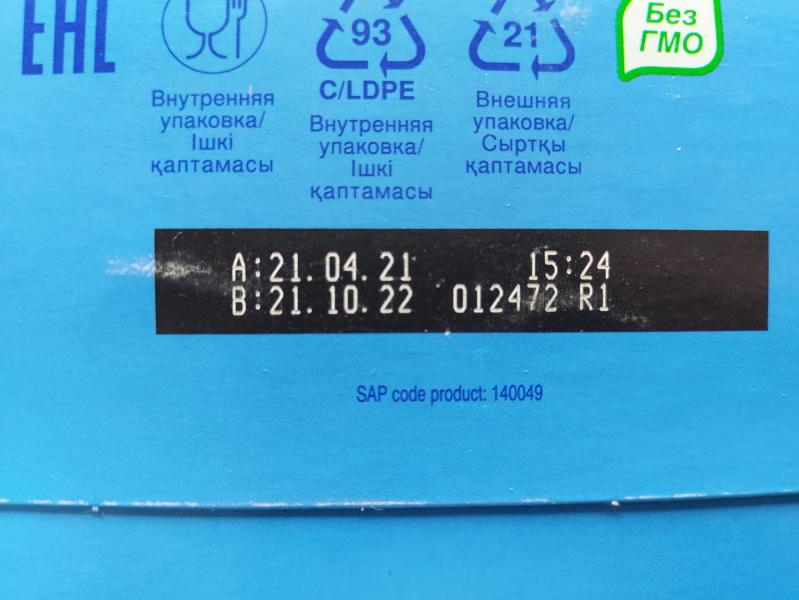 EAC
93
C/LDPE
21
Без
ГМО
Внутренняя
упаковка/
Ішкі
қаптамасы
Внутренняя
упаковка/
Ішкі
қаптамасы
Внешняя
упаковка/
Сыртқы
қаптамасы
A:21.04.21 15:24
B:21.10.22 012472 R1
SAP code product: 140049